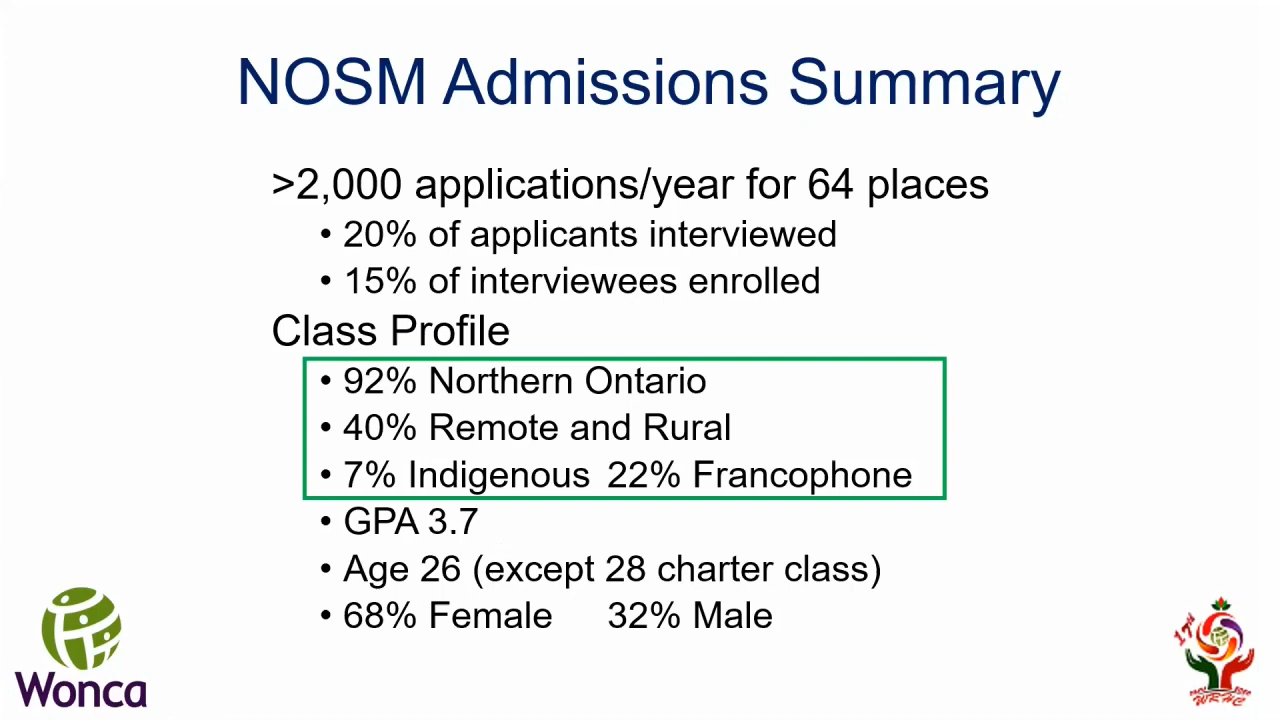 NOSM Admissions Summary
>2,000 applications/year for 64 places
• 20% of applicants interviewed
• 15% of interviewees enrolled
Class Profile
• 92% Northern Ontario
• 40% Remote and Rural
• 7% Indigenous 22% Francophone
• GPA 3.7
• Age 26 (except 28 charter class)
• 68% Female 32% Male
Wonca
17th
WRHC